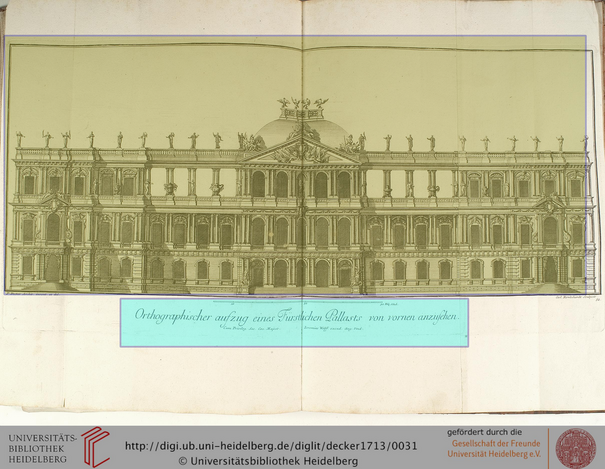 Orthographischer aufzug eines Fürstlichen Pallasts von vornen anzusehen.
UNIVERSITÄTS-
BIBLIOTHEK
HEIDELBERG
http://digi.ub.uni-heidelberg.de/diglit/decker1713/0031
© Universitätsbibliothek Heidelberg
gefördert durch die
Gesellschaft der Freunde
Universität Heidelberg e.V.